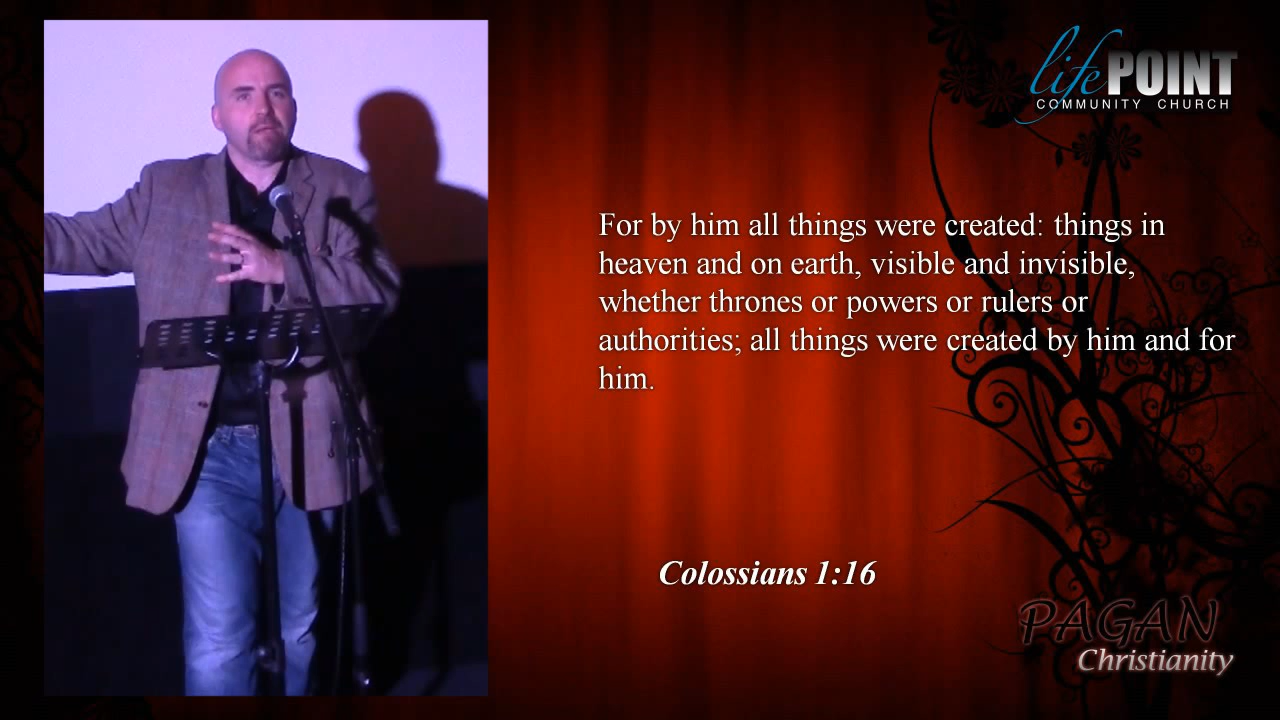 lifePOINT
COMMUNITY CHURCH
For by him all things were created: things in
heaven and on earth, visible and invisible,
whether thrones or powers or rulers or
authorities; all things were created by him and for
him.
Colossians 1:16
PAGAN
Christianity